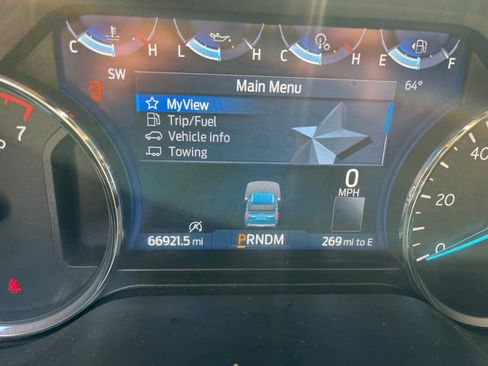 C H L H C H E F
SW
64°
Main Menu
MyView
Trip/Fuel
Vehicle info
Towing
7
0
MPH
40
20
0
66921.5 mi
PRNDM
269 mi to E